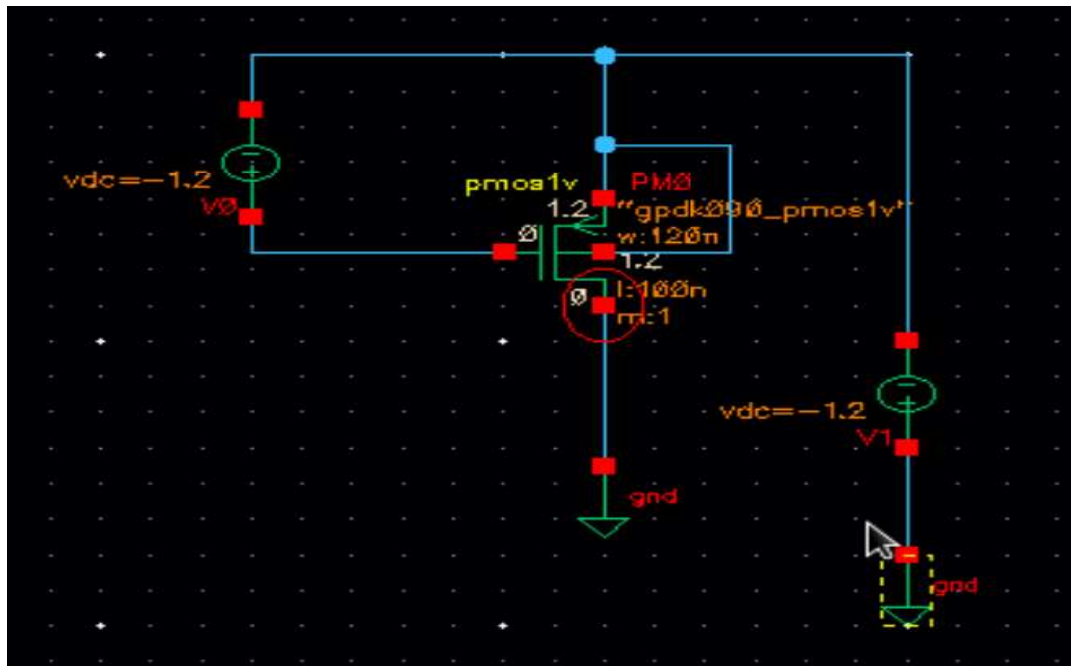 vdc=-1.2
V0
pmos1v
PM0
1.2
"gpdk090_pmos1v"
0
w:120n
1.2
0
l:100n
m:1
vdc=-1.2
V1
gnd
gnd